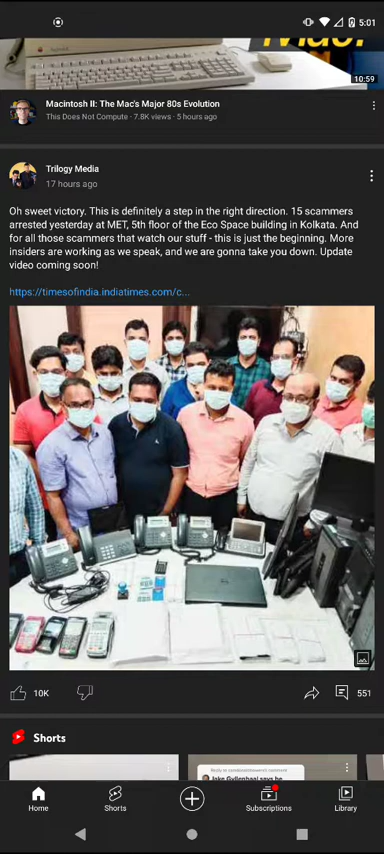 5:01
Mac!
10:59
Macintosh II: The Mac's Major 80s Evolution
This Does Not Compute · 7.8K views · 5 hours ago
Trilogy Media
17 hours ago
Oh sweet victory. This is definitely a step in the right direction. 15 scammers
arrested yesterday at MET, 5th floor of the Eco Space building in Kolkata. And
for all those scammers that watch our stuff - this is just the beginning. More
insiders are working as we speak, and we are gonna take you down. Update
video coming soon!
https://timesofindia.indiatimes.com/c...
10K
551
Shorts
Jake Gyllenhaal says he
Home
Shorts
Subscriptions
Library